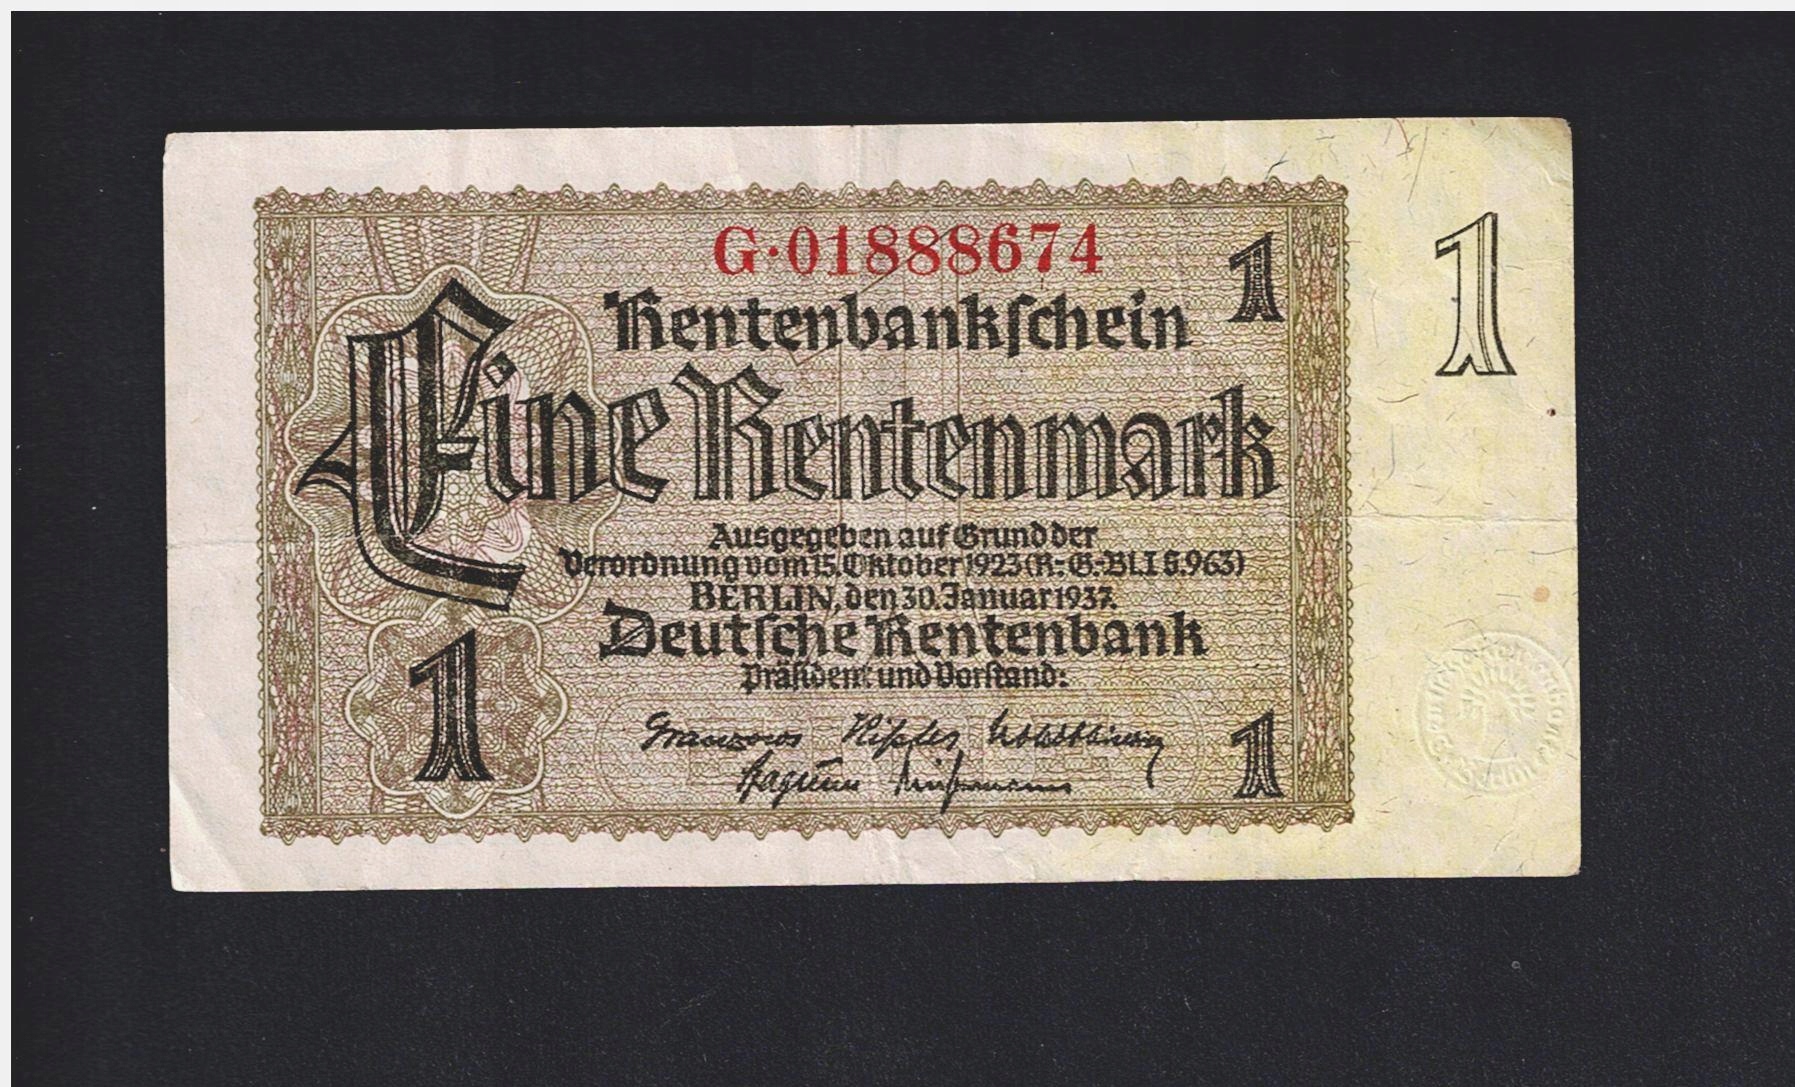 G·01888674
1
1
Rentenbankſchein
Eine Rentenmark
Ausgegeben auf Grund der
Verordnung vom 15. Oktober 1923 (R.-G.-Bl. I S. 963)
BERLIN, den 30. Januar 1937.
Deutſche Rentenbank
Präſident und Vorſtand:
1
1